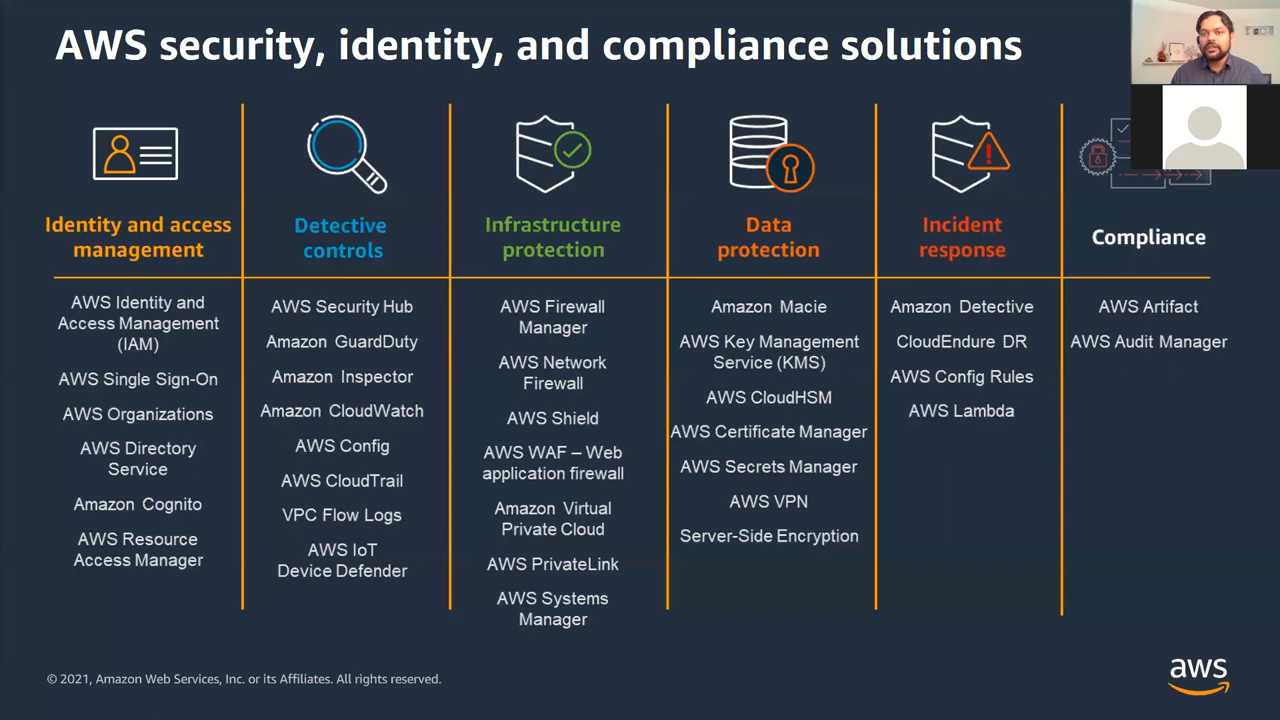 AWS security, identity, and compliance solutions
Identity and access
management
Detective
controls
Infrastructure
protection
Data
protection
Incident
response
Compliance
AWS Identity and
Access Management
(IAM)
AWS Single Sign-On
AWS Organizations
AWS Directory
Service
Amazon Cognito
AWS Resource
Access Manager
AWS Security Hub
Amazon GuardDuty
Amazon Inspector
Amazon CloudWatch
AWS Config
AWS CloudTrail
VPC Flow Logs
AWS IoT
Device Defender
AWS Firewall
Manager
AWS Network
Firewall
AWS Shield
AWS WAF – Web
application firewall
Amazon Virtual
Private Cloud
AWS PrivateLink
AWS Systems
Manager
Amazon Macie
AWS Key Management
Service (KMS)
AWS CloudHSM
AWS Certificate Manager
AWS Secrets Manager
AWS VPN
Server-Side Encryption
Amazon Detective
CloudEndure DR
AWS Config Rules
AWS Lambda
AWS Artifact
AWS Audit Manager
© 2021, Amazon Web Services, Inc. or its Affiliates. All rights reserved.
aws